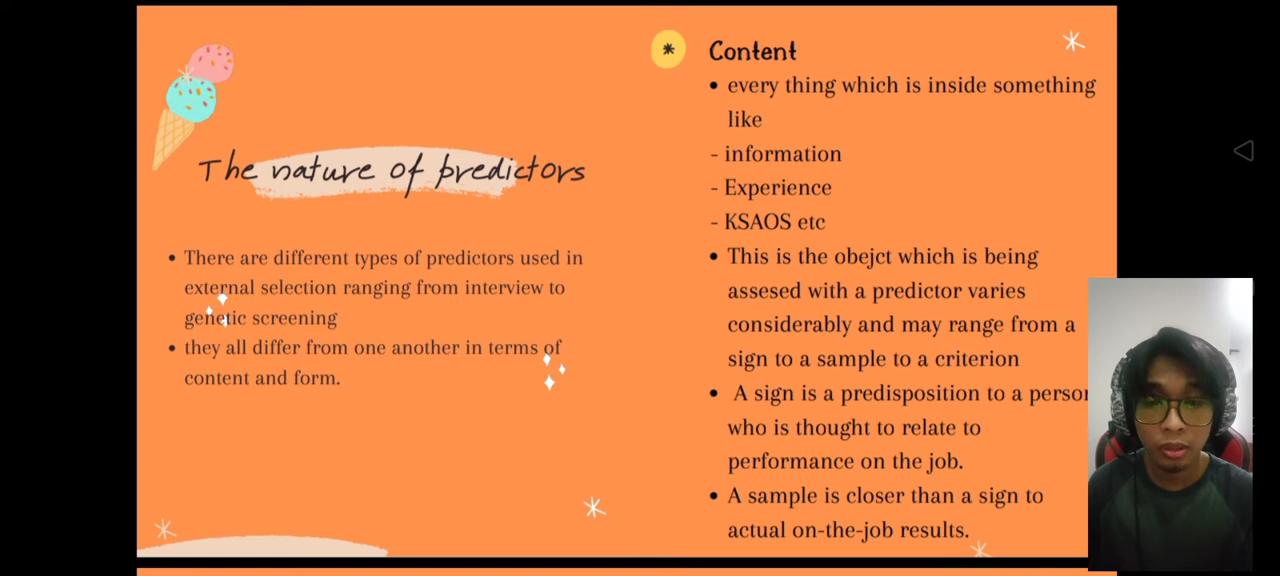 The nature of predictors
• There are different types of predictors used in
external selection ranging from interview to
genetic screening
• they all differ from one another in terms of
content and form.
Content
• every thing which is inside something
like
- information
- Experience
- KSAOS etc
• This is the obejct which is being
assesed with a predictor varies
considerably and may range from a
sign to a sample to a criterion
• A sign is a predisposition to a person
who is thought to relate to
performance on the job.
• A sample is closer than a sign to
actual on-the-job results.